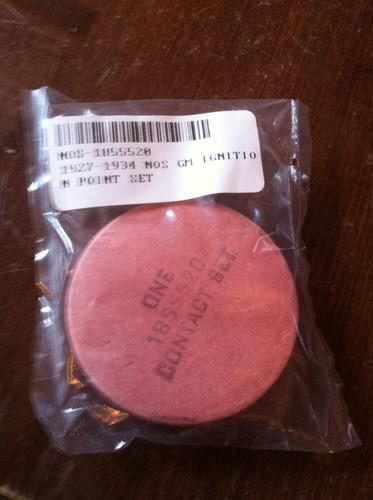 NOS-1855520
1927-1934 NOS GM IGNITIO
N POINT SET
ONE
1855520
CONTACT SET